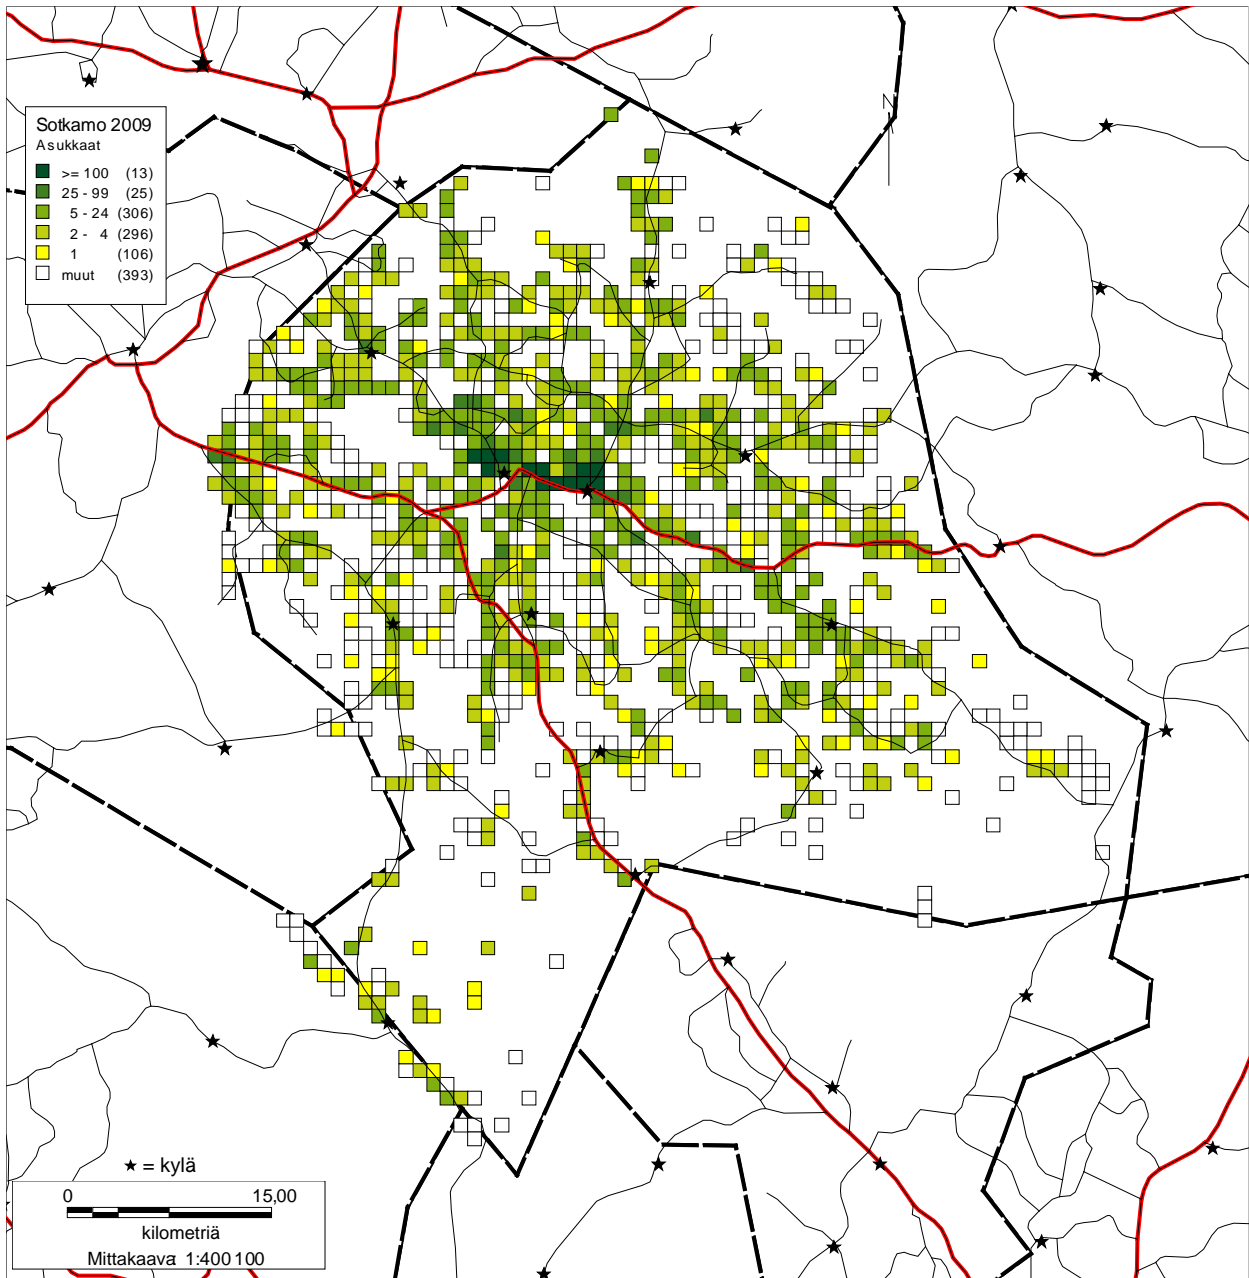 Sotkamo 2009
Asukkaat
>= 100 (13)
25 - 99 (25)
5 - 24 (306)
2 - 4 (296)
1 (106)
muut (393)
★ = kylä
0 15,00
kilometriä
Mittakaava: 1:400 100